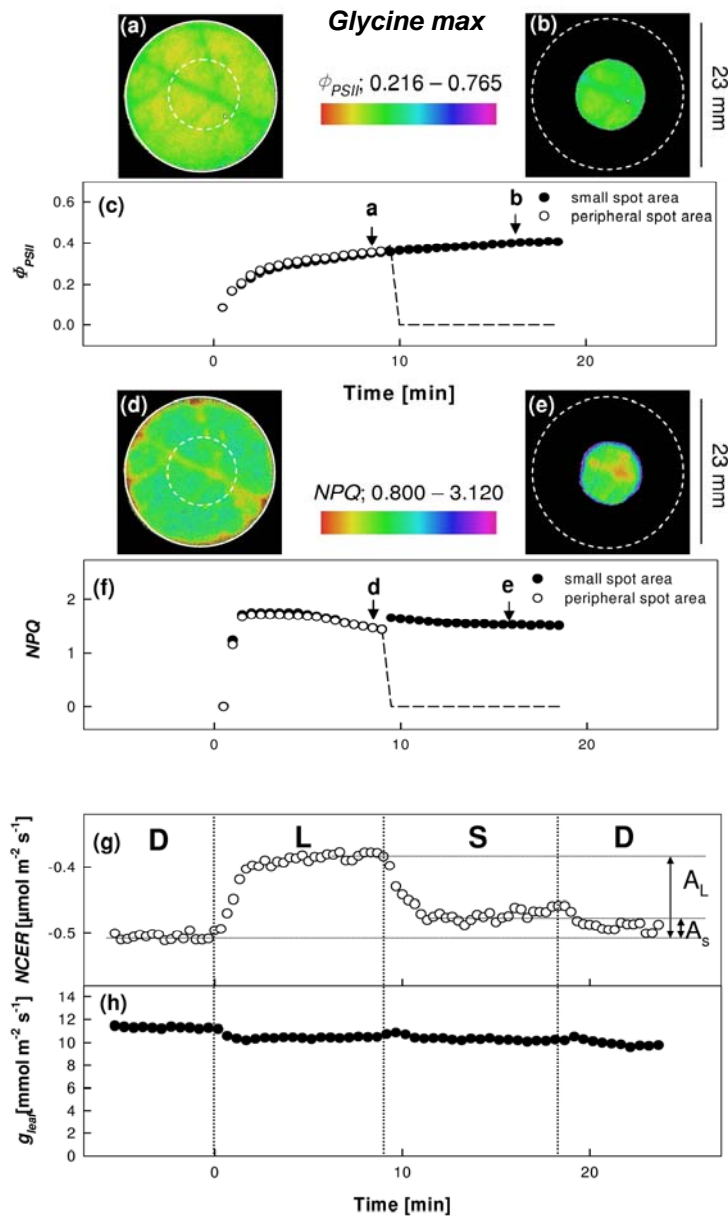 Glycine max
(a)
(b)
ϕPSII; 0.216 – 0.765
23 mm
(c)
a
b
small spot area
peripheral spot area
0.6
0.4
0.2
0.0
ΦPSII
0
10
20
Time [min]
(d)
(e)
NPQ; 0.800 – 3.120
23 mm
(f)
d
e
small spot area
peripheral spot area
2
1
0
NPQ
0
10
20
D
L
S
D
(g)
-0.4
-0.5
NCER [μmol m⁻² s⁻¹]
AL
As
(h)
14
12
10
8
6
4
2
0
gleaf[mmol m⁻² s⁻¹]
0
10
20
Time [min]